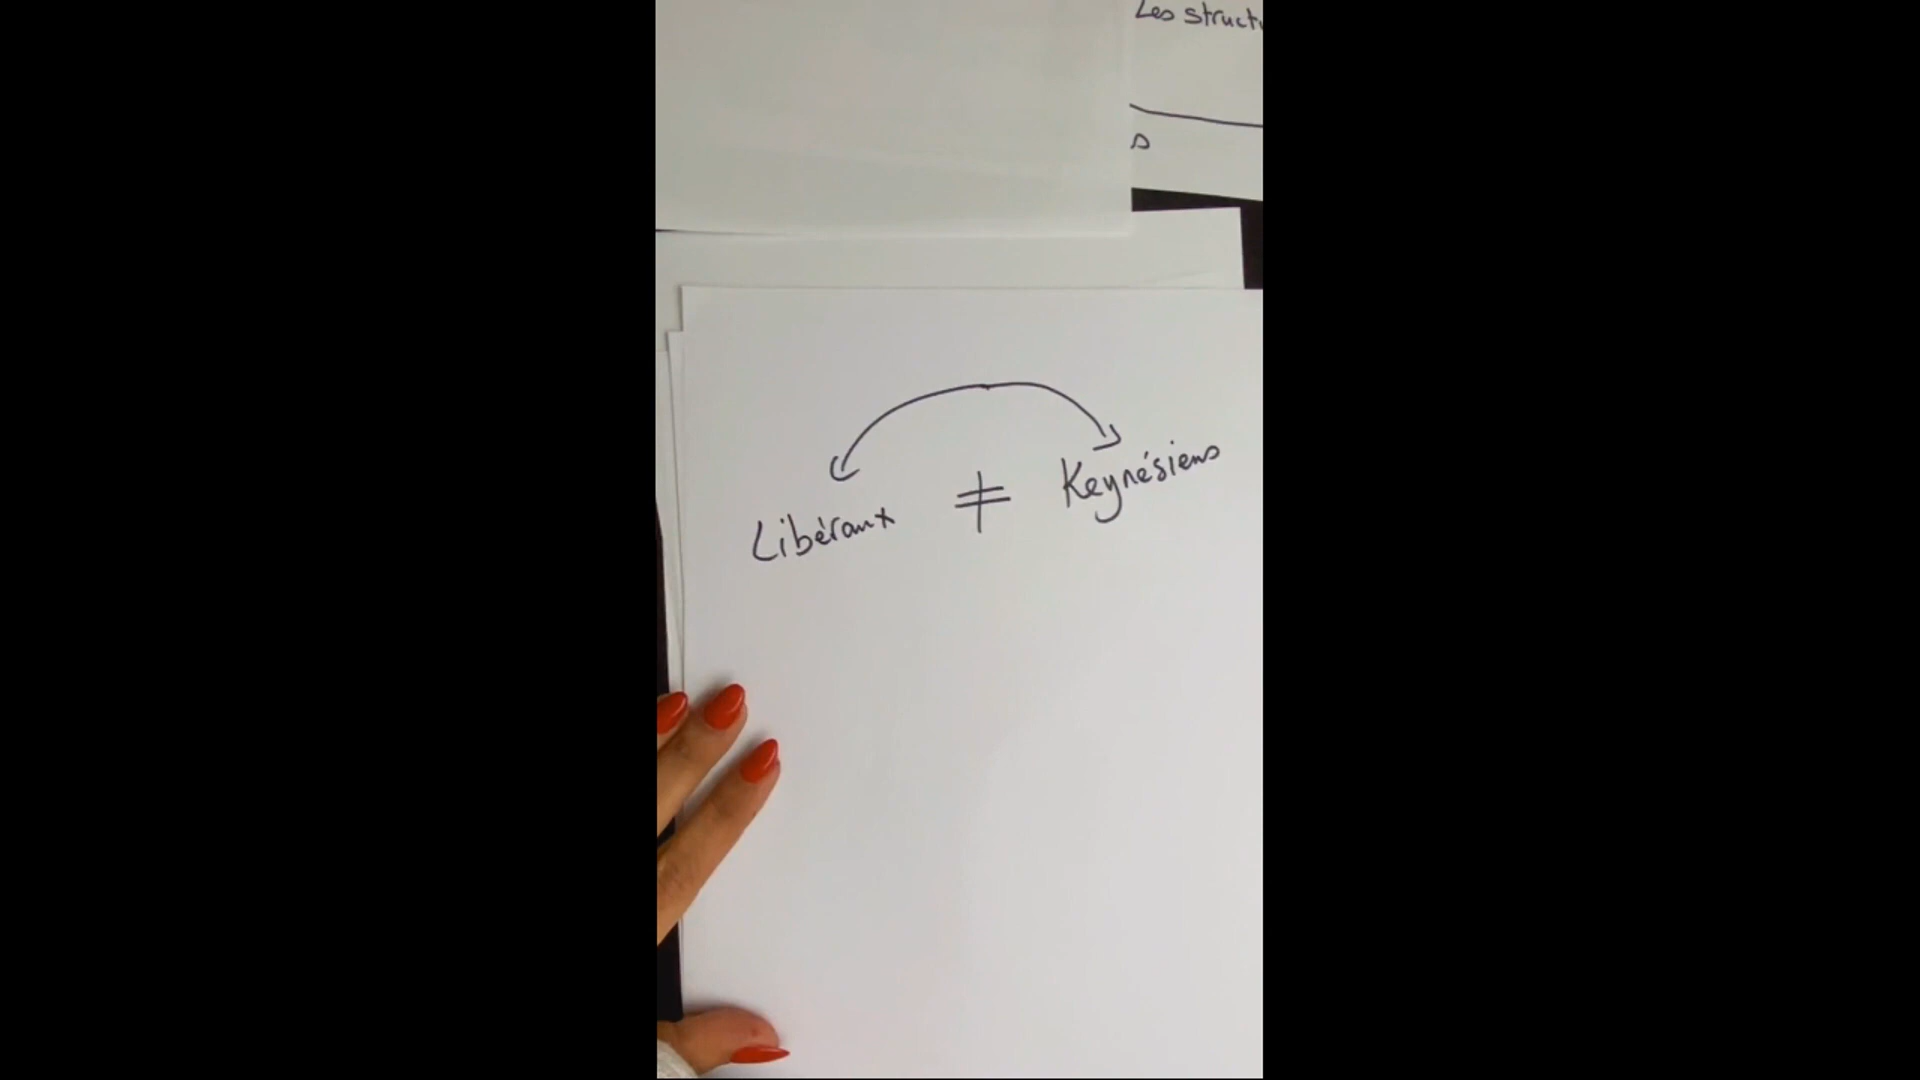 Les struct
s
Libéraux ≠ Keynésiens